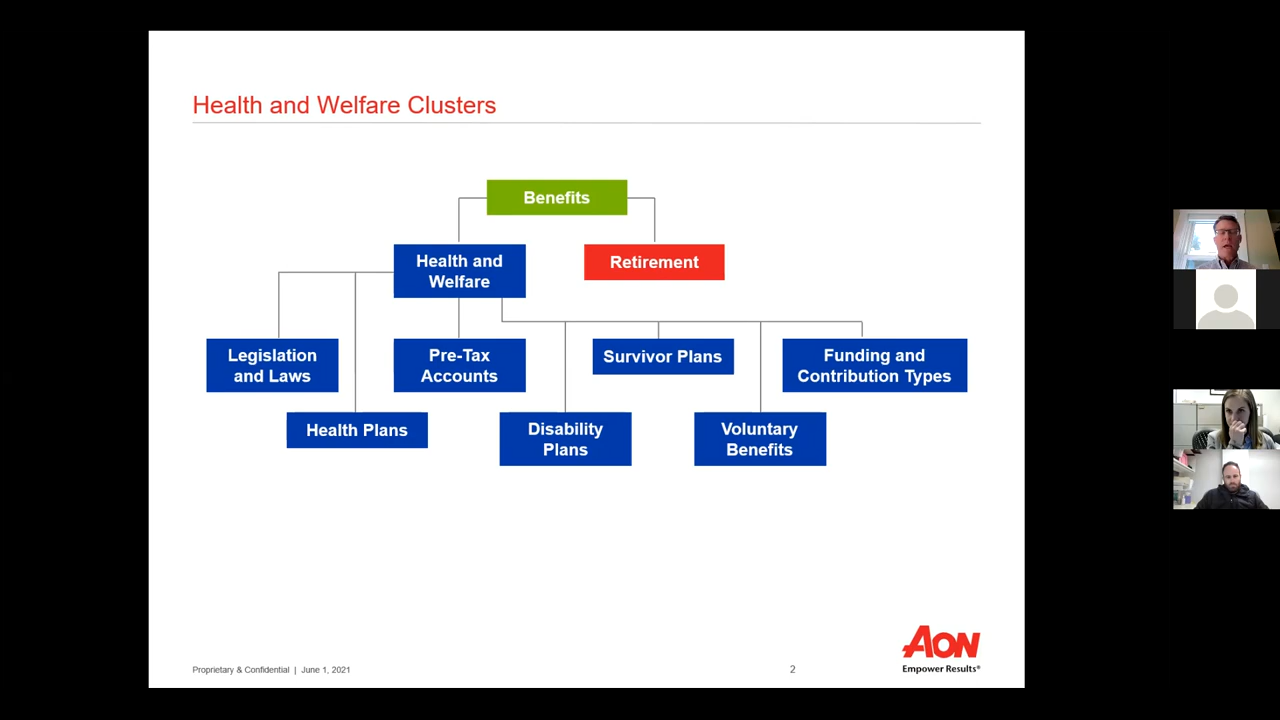 Health and Welfare Clusters
Benefits
Health and
Welfare
Retirement
Legislation
and Laws
Pre-Tax
Accounts
Survivor Plans
Funding and
Contribution Types
Health Plans
Disability
Plans
Voluntary
Benefits
AON
Empower Results®
Proprietary & Confidential | June 1, 2021
2